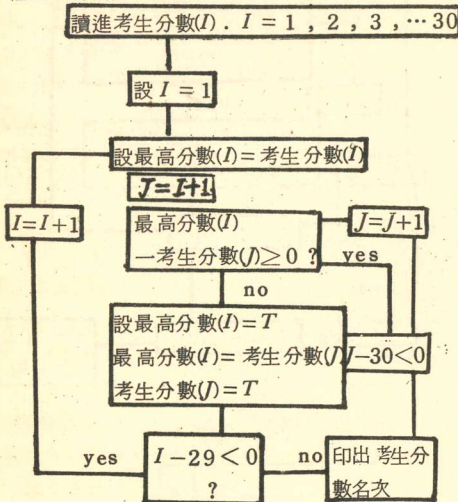 讀進考生分數(I). I = 1 , 2 , 3 , …30
設 I = 1
設最高分數(I)=考生分數(I)
J=I+1
I=I+1
最高分數(I)
—考生分數(J)≥ 0 ?
J=J+1
yes
no
設最高分數(I)=T
最高分數(I)= 考生分數(J)
考生分數(J)=T
J−30<0
yes
I −29 < 0
?
no
印出考生分
數名次